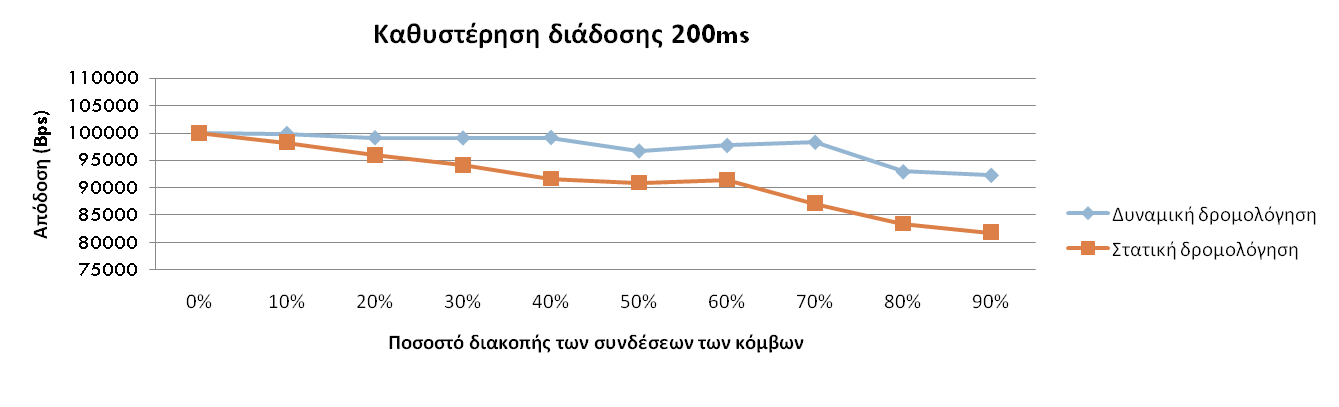 Καθυστέρηση διάδοσης 200ms
110000
105000
100000
95000
90000
85000
80000
75000
Απόδοση (Bps)
0% 10% 20% 30% 40% 50% 60% 70% 80% 90%
Ποσοστό διακοπής των συνδέσεων των κόμβων
Δυναμική δρομολόγηση
Στατική δρομολόγηση